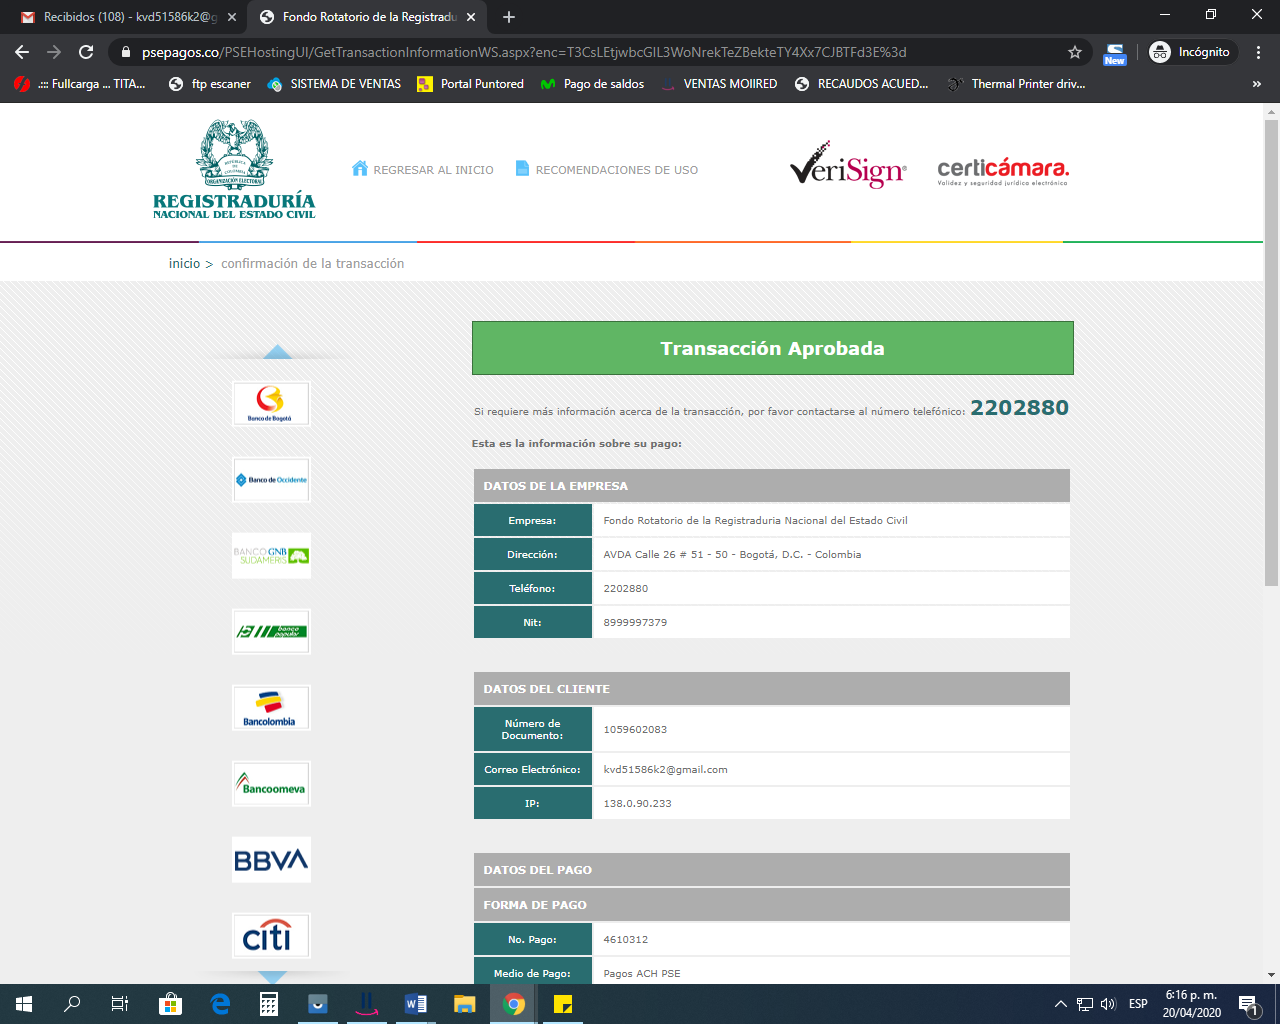 Recibidos (108) - kvd51586k2@g
Fondo Rotatorio de la Registradu
psepagos.co/PSEHostingUI/GetTransactionInformationWS.aspx?enc=T3CsLEtjwbcGIL3WoNrekTeZBekteTY4Xx7CJBTFd3E%3d
New
Incógnito
.::: Fullcarga ... TITA...
ftp escaner
SISTEMA DE VENTAS
Portal Puntored
Pago de saldos
VENTAS MOIIRED
RECAUDOS ACUED...
Thermal Printer driv...
»
REPÚBLICA DE COLOMBIA
ORGANIZACIÓN ELECTORAL
REGISTRADURÍA
NACIONAL DEL ESTADO CIVIL
REGRESAR AL INICIO
RECOMENDACIONES DE USO
VeriSign®
certicámara.
Validez y seguridad jurídica electrónica
inicio > confirmación de la transacción
Transacción Aprobada
Si requiere más información acerca de la transacción, por favor contactarse al número telefónico: 2202880
Esta es la información sobre su pago:
DATOS DE LA EMPRESA
Empresa: Fondo Rotatorio de la Registraduria Nacional del Estado Civil
Dirección: AVDA Calle 26 # 51 - 50 - Bogotá, D.C. - Colombia
Teléfono: 2202880
Nit: 8999997379
DATOS DEL CLIENTE
Número de
Documento: 1059602083
Correo Electrónico: kvd51586k2@gmail.com
IP: 138.0.90.233
DATOS DEL PAGO
FORMA DE PAGO
No. Pago: 4610312
Medio de Pago: Pagos ACH PSE
Banco de Bogotá
Banco de Occidente
BANCO GNB
SUDAMERIS
banco
popular
Bancolombia
Bancoomeva
BBVA
citi
ESP
6:16 p. m.
20/04/2020
1